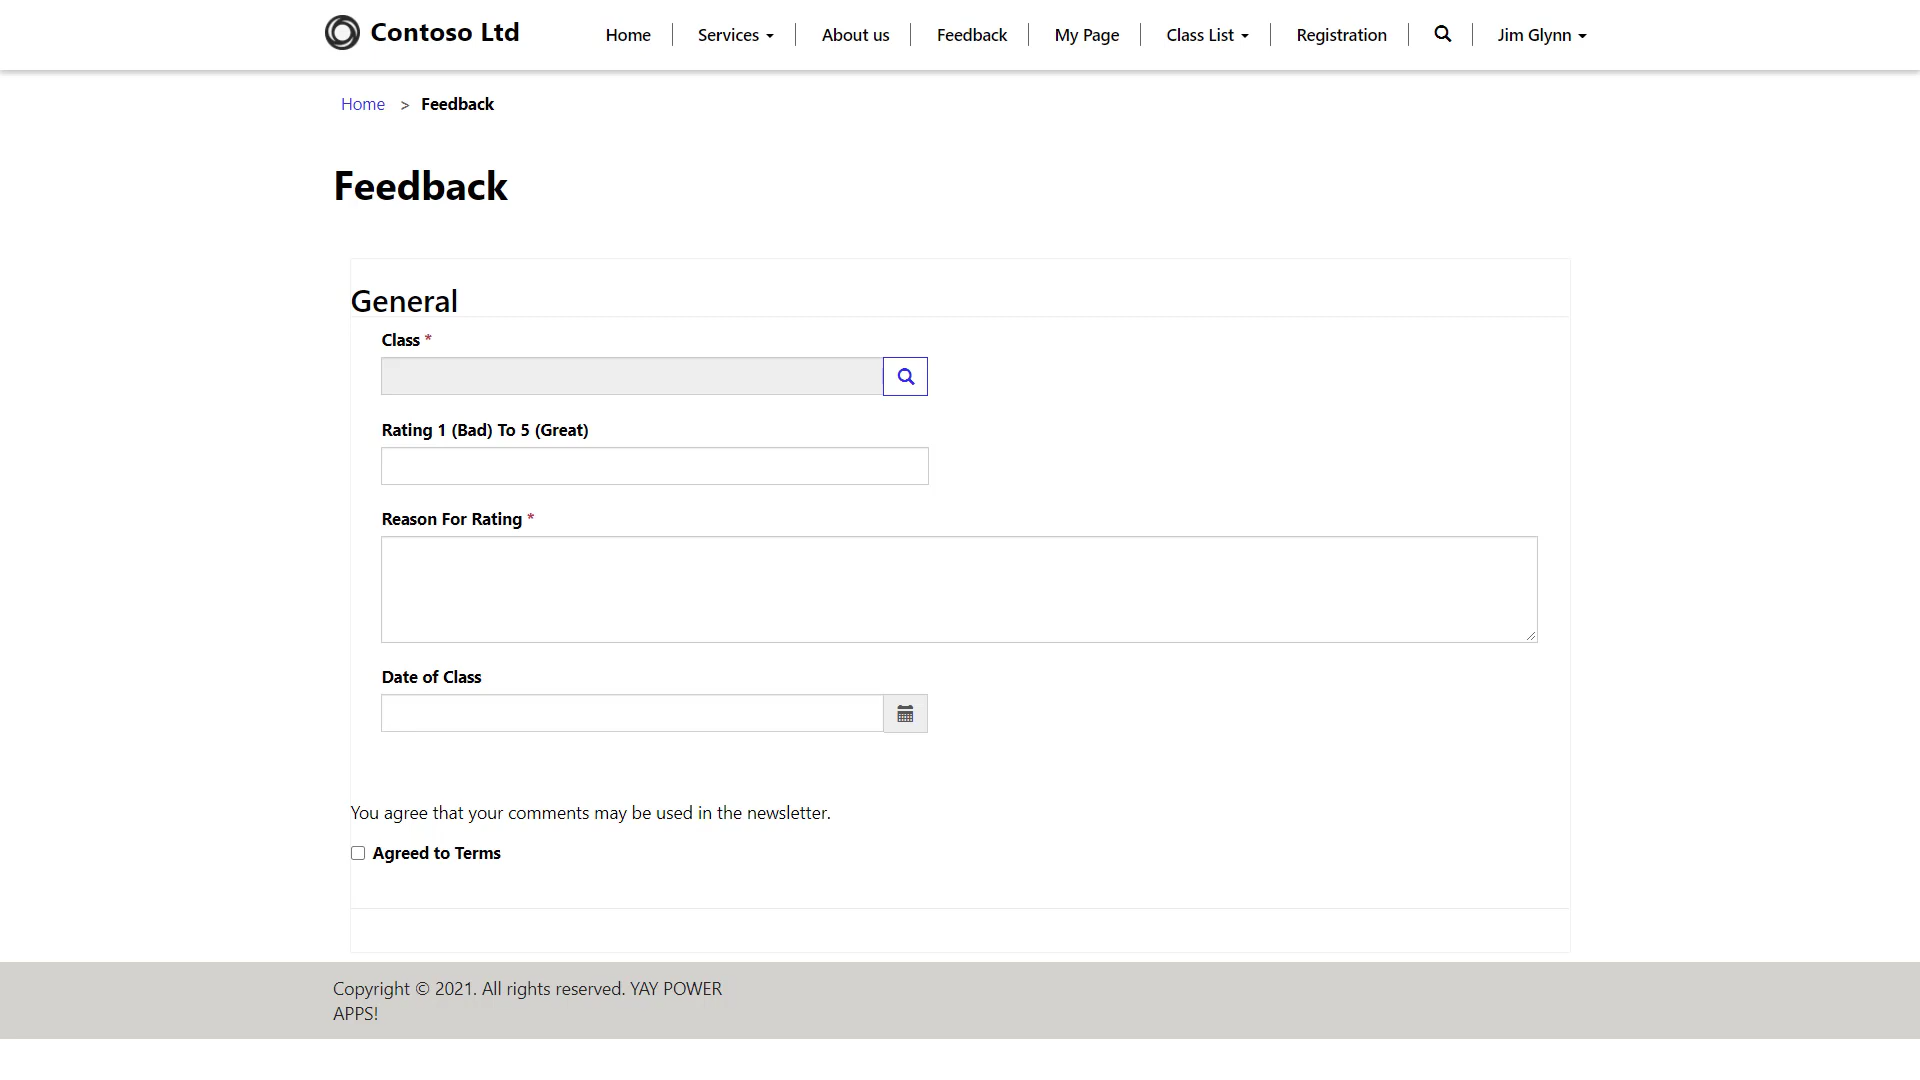 Contoso Ltd
Home
Services
About us
Feedback
My Page
Class List
Registration
Jim Glynn
Home > Feedback
Feedback
General
Class *
Rating 1 (Bad) To 5 (Great)
Reason For Rating *
Date of Class
You agree that your comments may be used in the newsletter.
Agreed to Terms
Copyright © 2021. All rights reserved. YAY POWER
APPS!